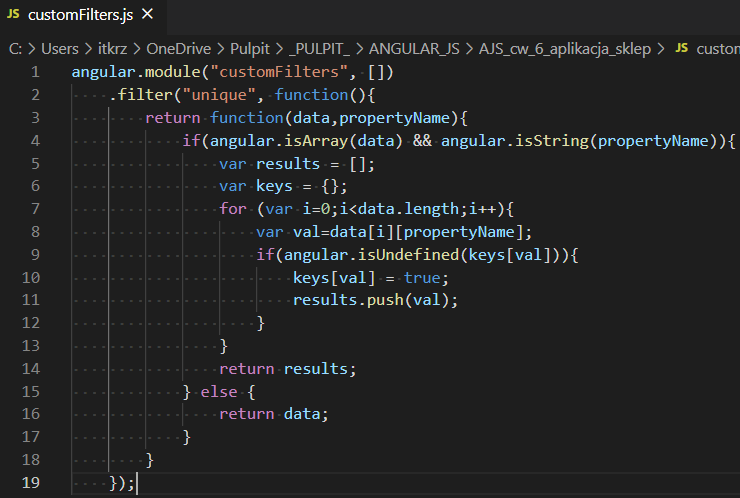 JS customFilters.js ×
C: > Users > itkrz > OneDrive > Pulpit > _PULPIT_ > ANGULAR_JS > AJS_cw_6_aplikacja_sklep > JS custom
1 angular.module("customFilters", [])
2     .filter("unique", function(){
3         return function(data,propertyName){
4             if(angular.isArray(data) && angular.isString(propertyName)){
5                 var results = [];
6                 var keys = {};
7                 for (var i=0;i<data.length;i++){
8                     var val=data[i][propertyName];
9                     if(angular.isUndefined(keys[val])){
10                         keys[val] = true;
11                         results.push(val);
12                     }
13                 }
14                 return results;
15             } else {
16                 return data;
17             }
18         }
19     });